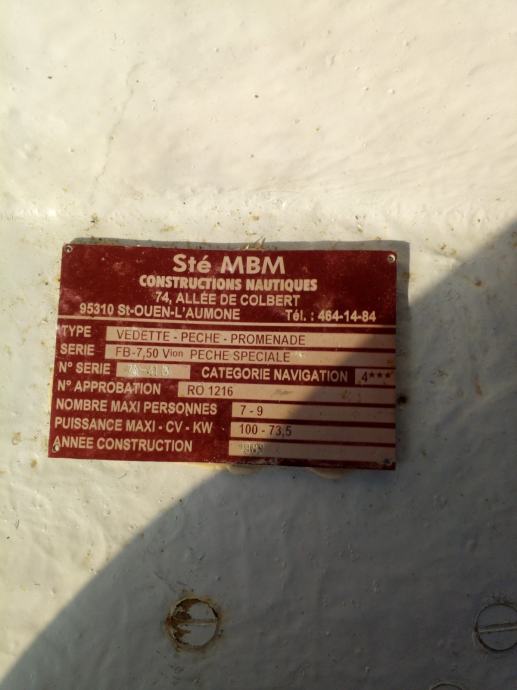 Sté MBM
CONSTRUCTIONS NAUTIQUES
74, ALLÉE DE COLBERT
95310 St-OUEN-L'AUMONE Tél. : 464-14-84
TYPE VEDETTE - PECHE - PROMENADE
SERIE FB-7,50 Vion PECHE SPECIALE
N° SERIE CATEGORIE NAVIGATION 4***
N° APPROBATION RO 1216
NOMBRE MAXI PERSONNES 7 - 9
PUISSANCE MAXI - CV - KW 100 - 73,5
ANNÉE CONSTRUCTION